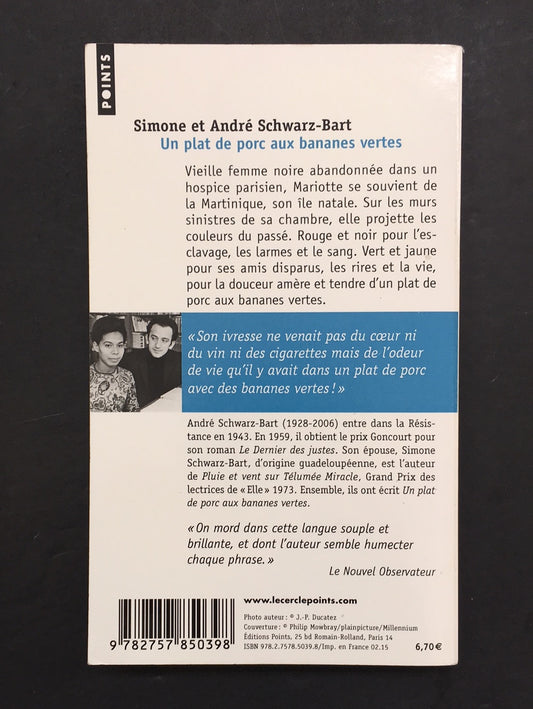 POINTS
Simone et André Schwarz-Bart
Un plat de porc aux bananes vertes
Vieille femme noire abandonnée dans un
hospice parisien, Mariotte se souvient de
la Martinique, son île natale. Sur les murs
sinistres de sa chambre, elle projette les
couleurs du passé. Rouge et noir pour l'es-
clavage, les larmes et le sang. Vert et jaune
pour ses amis disparus, les rires et la vie,
pour la douceur amère et tendre d'un plat de
porc aux bananes vertes.
« Son ivresse ne venait pas du cœur ni
du vin ni des cigarettes mais de l'odeur
de vie qu'il y avait dans un plat de porc
avec des bananes vertes ! »
André Schwarz-Bart (1928-2006) entre dans la Résis-
tance en 1943. En 1959, il obtient le prix Goncourt pour
son roman Le Dernier des justes. Son épouse, Simone
Schwarz-Bart, d'origine guadeloupéenne, est l'auteur
de Pluie et vent sur Télumée Miracle, Grand Prix des
lectrices de « Elle » 1973. Ensemble, ils ont écrit Un plat
de porc aux bananes vertes.
« On mord dans cette langue souple et
brillante, et dont l'auteur semble humecter
chaque phrase. »
Le Nouvel Observateur
www.lecerclepoints.com
Photo auteur : © J.-P. Ducatez
Couverture : © Philip Mowbray/plainpicture/Millennium
Éditions Points, 25 bd Romain-Rolland, Paris 14
ISBN 978.2.7578.5039.8/Imp. en France 02.15
6,70 €
9 782757 850398